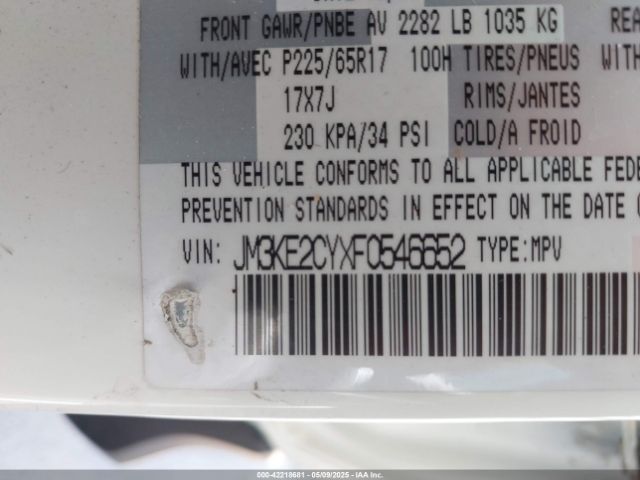 FRONT GAWR/PNBE AV 2282 LB 1035 KG
WITH/AVEC P225/65R17 100H TIRES/PNEUS WITH
17X7J RIMS/JANTES
230 KPA/34 PSI COLD/A FROID
THIS VEHICLE CONFORMS TO ALL APPLICABLE FEDE
PREVENTION STANDARDS IN EFFECT ON THE DATE
VIN: JM3KE2CYXF0546652 TYPE:MPV
000-42218681 - 05/09/2025 - IAA Inc.